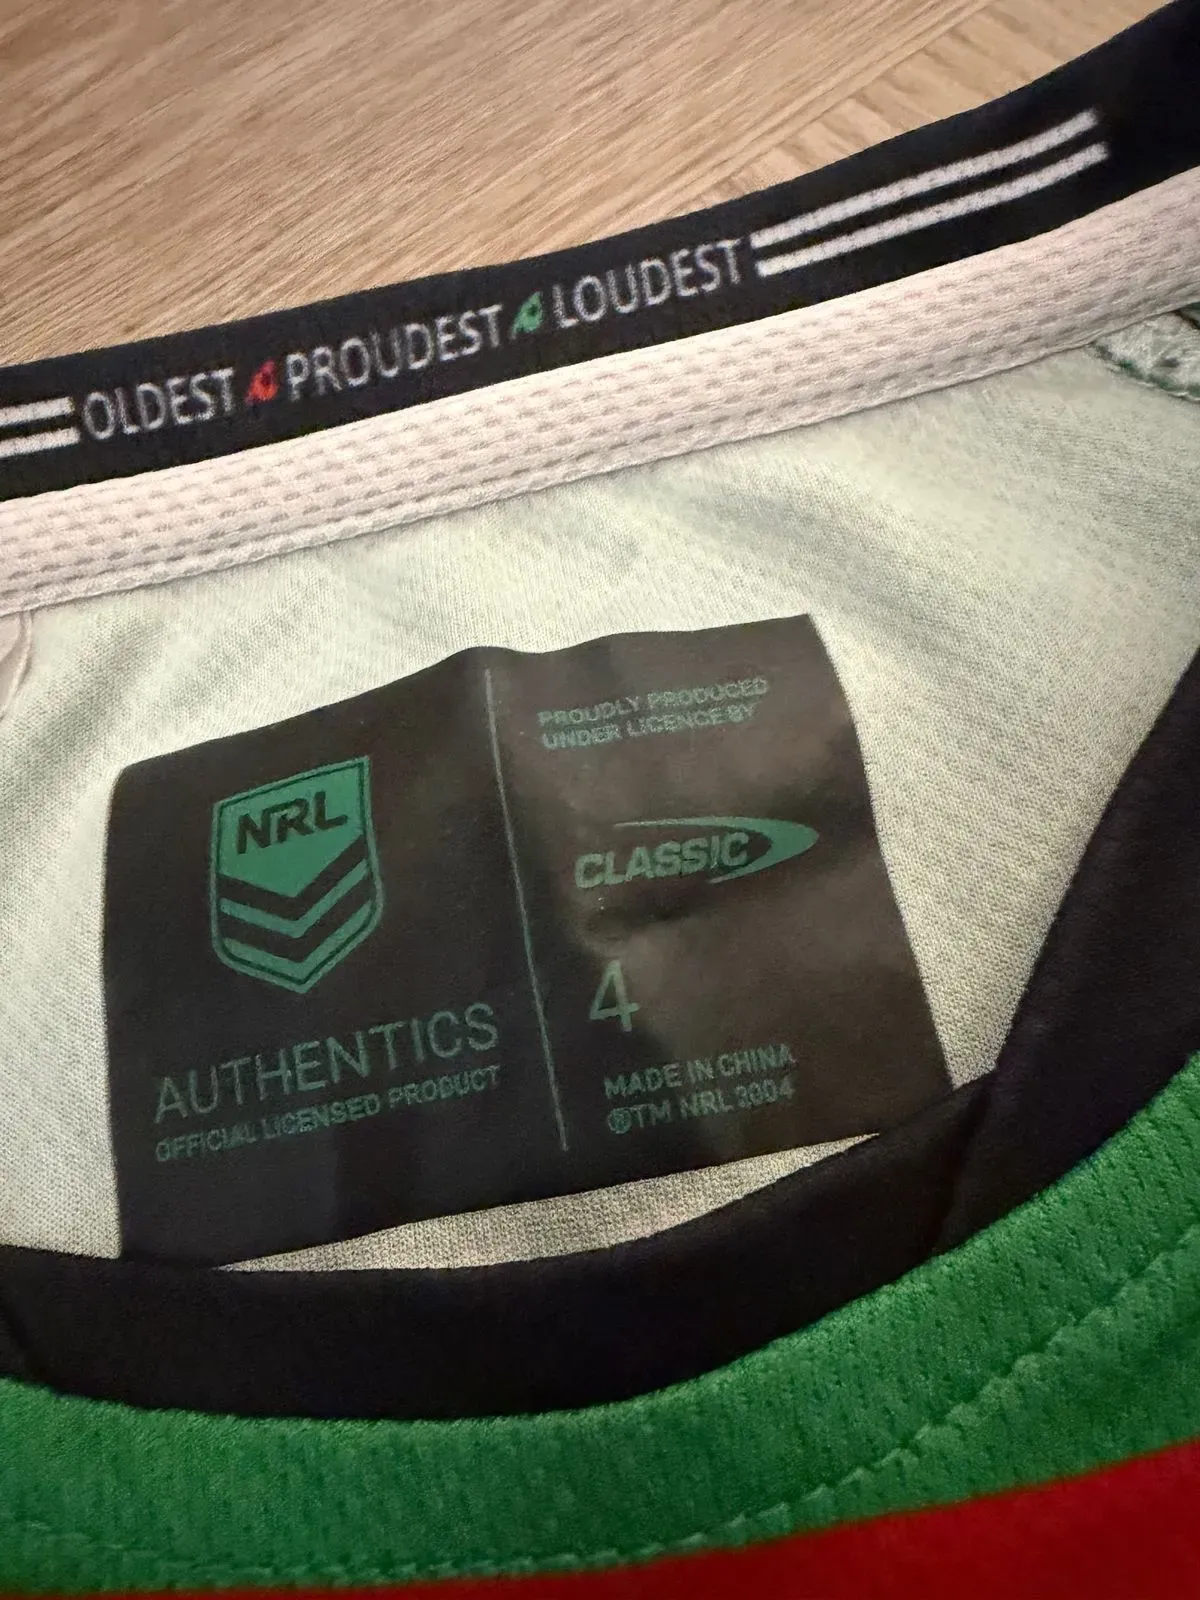 OLDEST PROUDEST LOUDEST
NRL
AUTHENTICS
OFFICIAL LICENSED PRODUCT
PROUDLY PRODUCED
UNDER LICENCE BY
CLASSIC
4
MADE IN CHINA
®TM NRL 3004